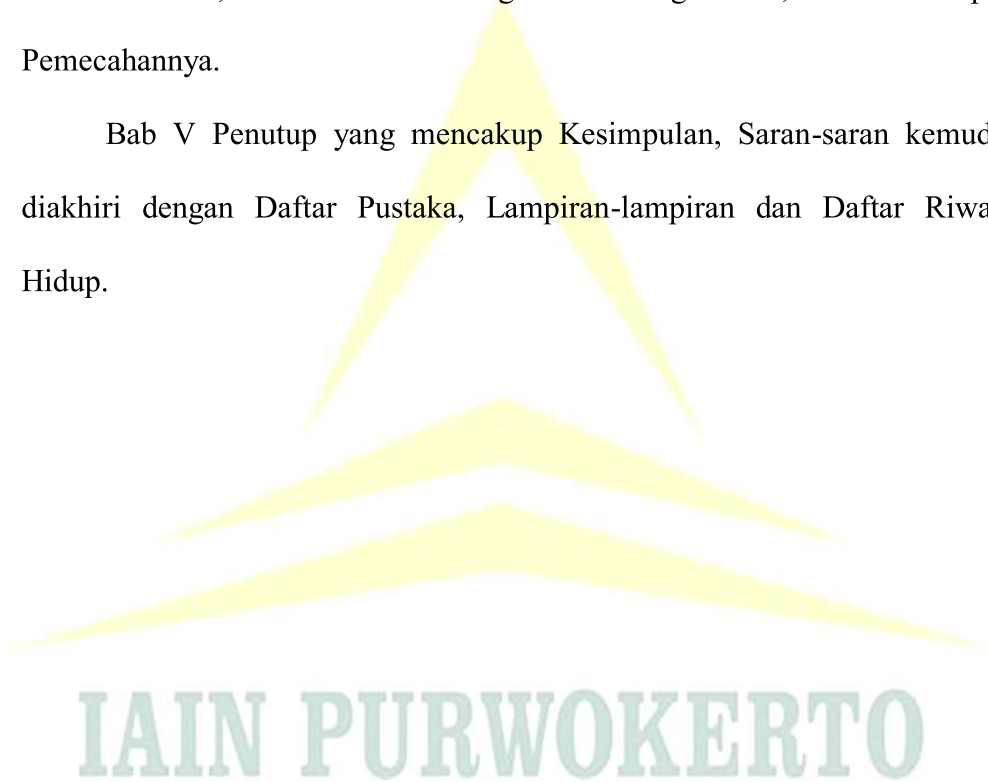 Pemecahannya.
Bab V Penutup yang mencakup Kesimpulan, Saran-saran
diakhiri dengan Daftar Pustaka, Lampiran-lampiran dan Daftar
Hidup.
IAIN PURWOKERTO